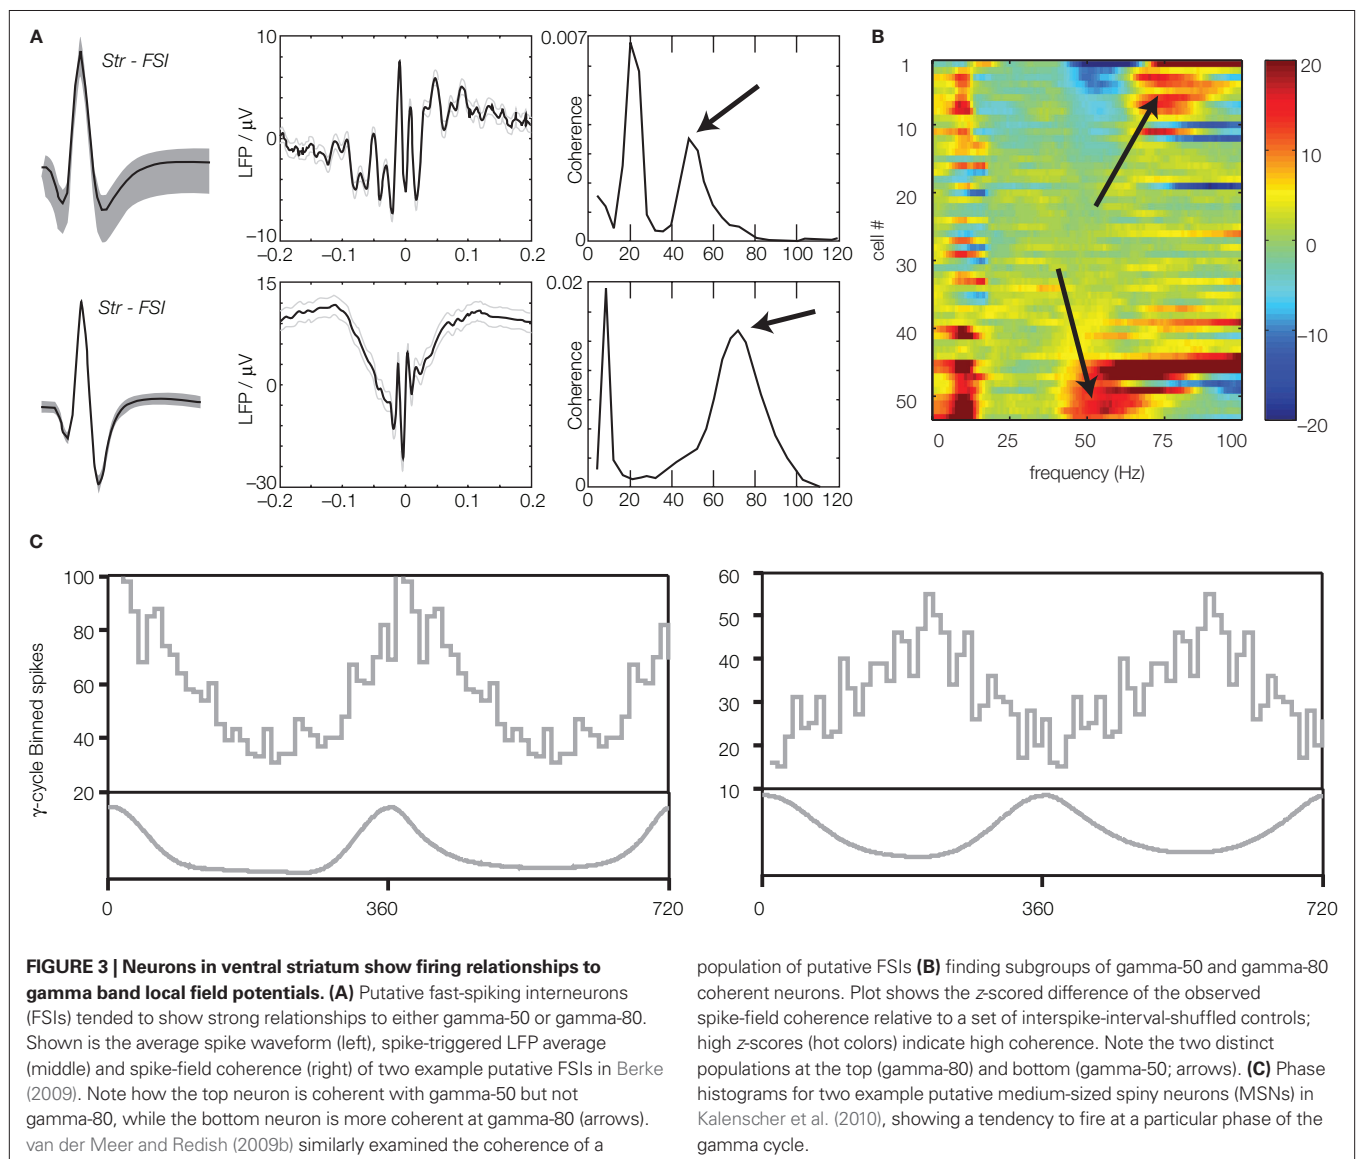 A
Str - FSI
LFP / μV
10
0
−10
−0.2
−0.1
0
0.1
0.2
Coherence
0.007
0
0
20
40
60
80
100
120
Str - FSI
LFP / μV
15
0
−30
−0.2
−0.1
0
0.1
0.2
Coherence
0.02
0
0
20
40
60
80
100
120
B
cell #
1
10
20
30
40
50
0
25
50
75
100
frequency (Hz)
20
10
0
−10
−20
C
γ-cycle Binned spikes
100
80
60
40
20
0
360
720
60
50
40
30
20
10
0
360
720
FIGURE 3 | Neurons in ventral striatum show firing relationships to
gamma band local field potentials. (A) Putative fast-spiking interneurons
(FSIs) tended to show strong relationships to either gamma-50 or gamma-80.
Shown is the average spike waveform (left), spike-triggered LFP average
(middle) and spike-field coherence (right) of two example putative FSIs in Berke
(2009). Note how the top neuron is coherent with gamma-50 but not
gamma-80, while the bottom neuron is more coherent at gamma-80 (arrows).
van der Meer and Redish (2009b) similarly examined the coherence of a
population of putative FSIs (B) finding subgroups of gamma-50 and gamma-80
coherent neurons. Plot shows the z-scored difference of the observed
spike-field coherence relative to a set of interspike-interval-shuffled controls;
high z-scores (hot colors) indicate high coherence. Note the two distinct
populations at the top (gamma-80) and bottom (gamma-50; arrows). (C) Phase
histograms for two example putative medium-sized spiny neurons (MSNs) in
Kalenscher et al. (2010), showing a tendency to fire at a particular phase of the
gamma cycle.